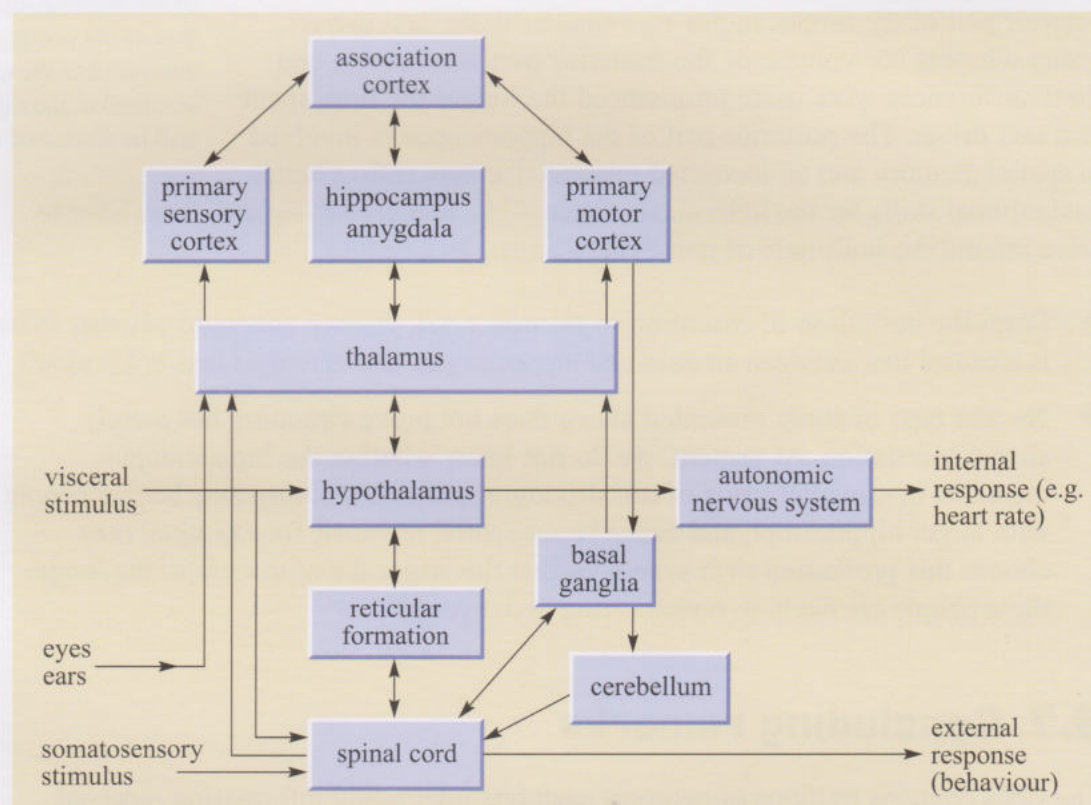 association
cortex
primary
sensory
cortex
hippocampus
amygdala
primary
motor
cortex
thalamus
visceral
stimulus
hypothalamus
autonomic
nervous system
internal
response (e.g.
heart rate)
basal
ganglia
reticular
formation
eyes
ears
cerebellum
somatosensory
stimulus
spinal cord
external
response
(behaviour)